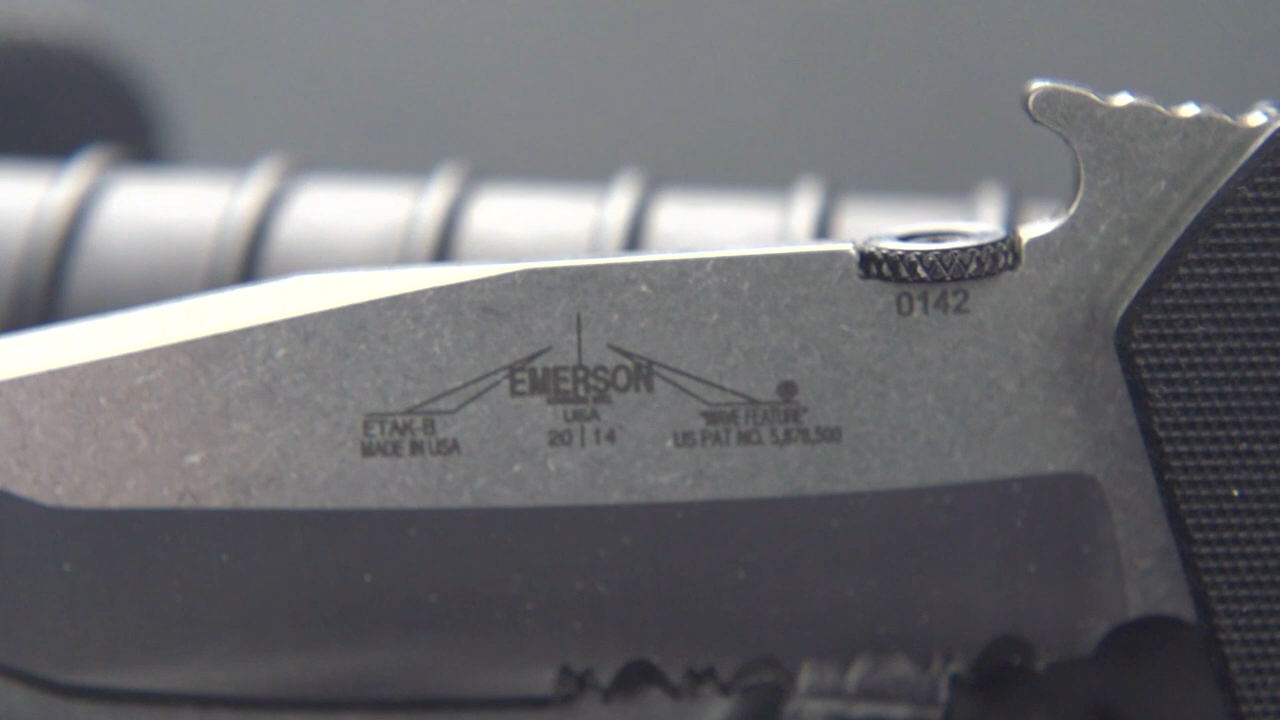 0142
EMERSON
USA
20 | 14
ETAK-B
MADE IN USA
"WAVE FEATURE"
US PAT NO. 5,878,500